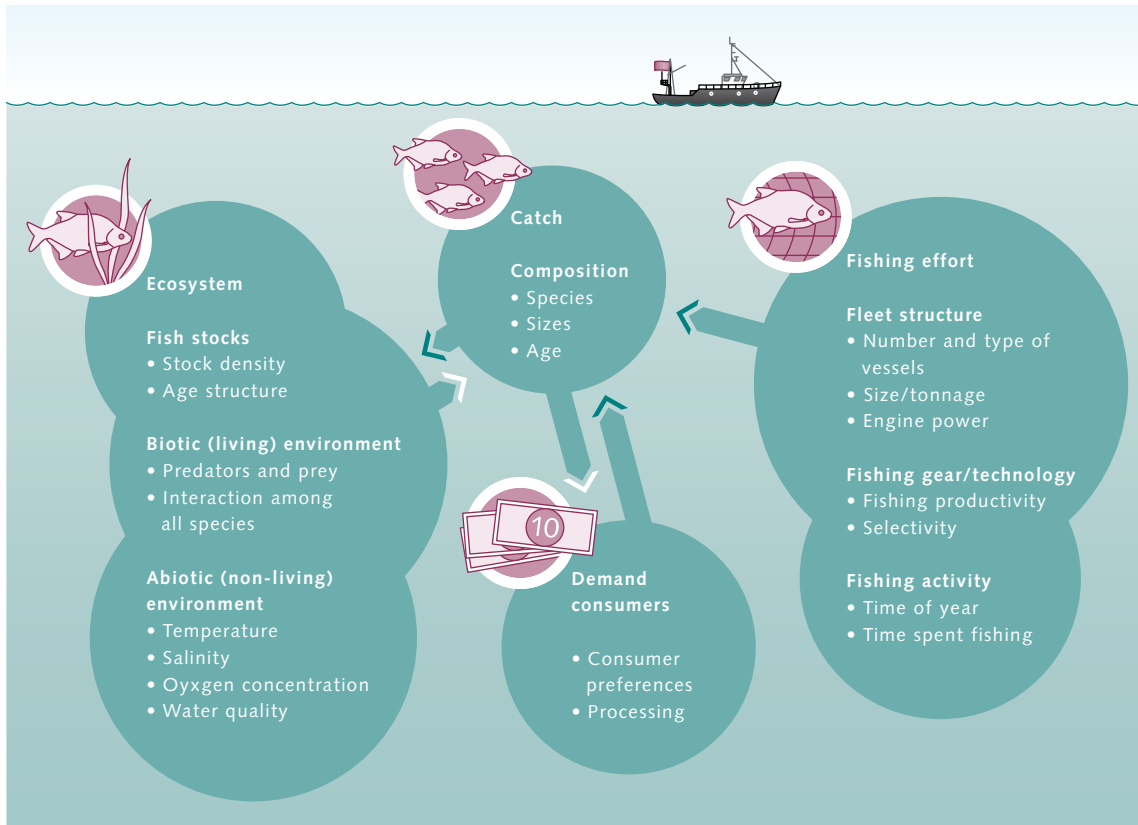 Ecosystem
Fish stocks
• Stock density
• Age structure
Biotic (living) environment
• Predators and prey
• Interaction among
all species
Abiotic (non-living)
environment
• Temperature
• Salinity
• Oyxgen concentration
• Water quality
Catch
Composition
• Species
• Sizes
• Age
10
Demand
consumers
• Consumer
preferences
• Processing
Fishing effort
Fleet structure
• Number and type of
vessels
• Size/tonnage
• Engine power
Fishing gear/technology
• Fishing productivity
• Selectivity
Fishing activity
• Time of year
• Time spent fishing